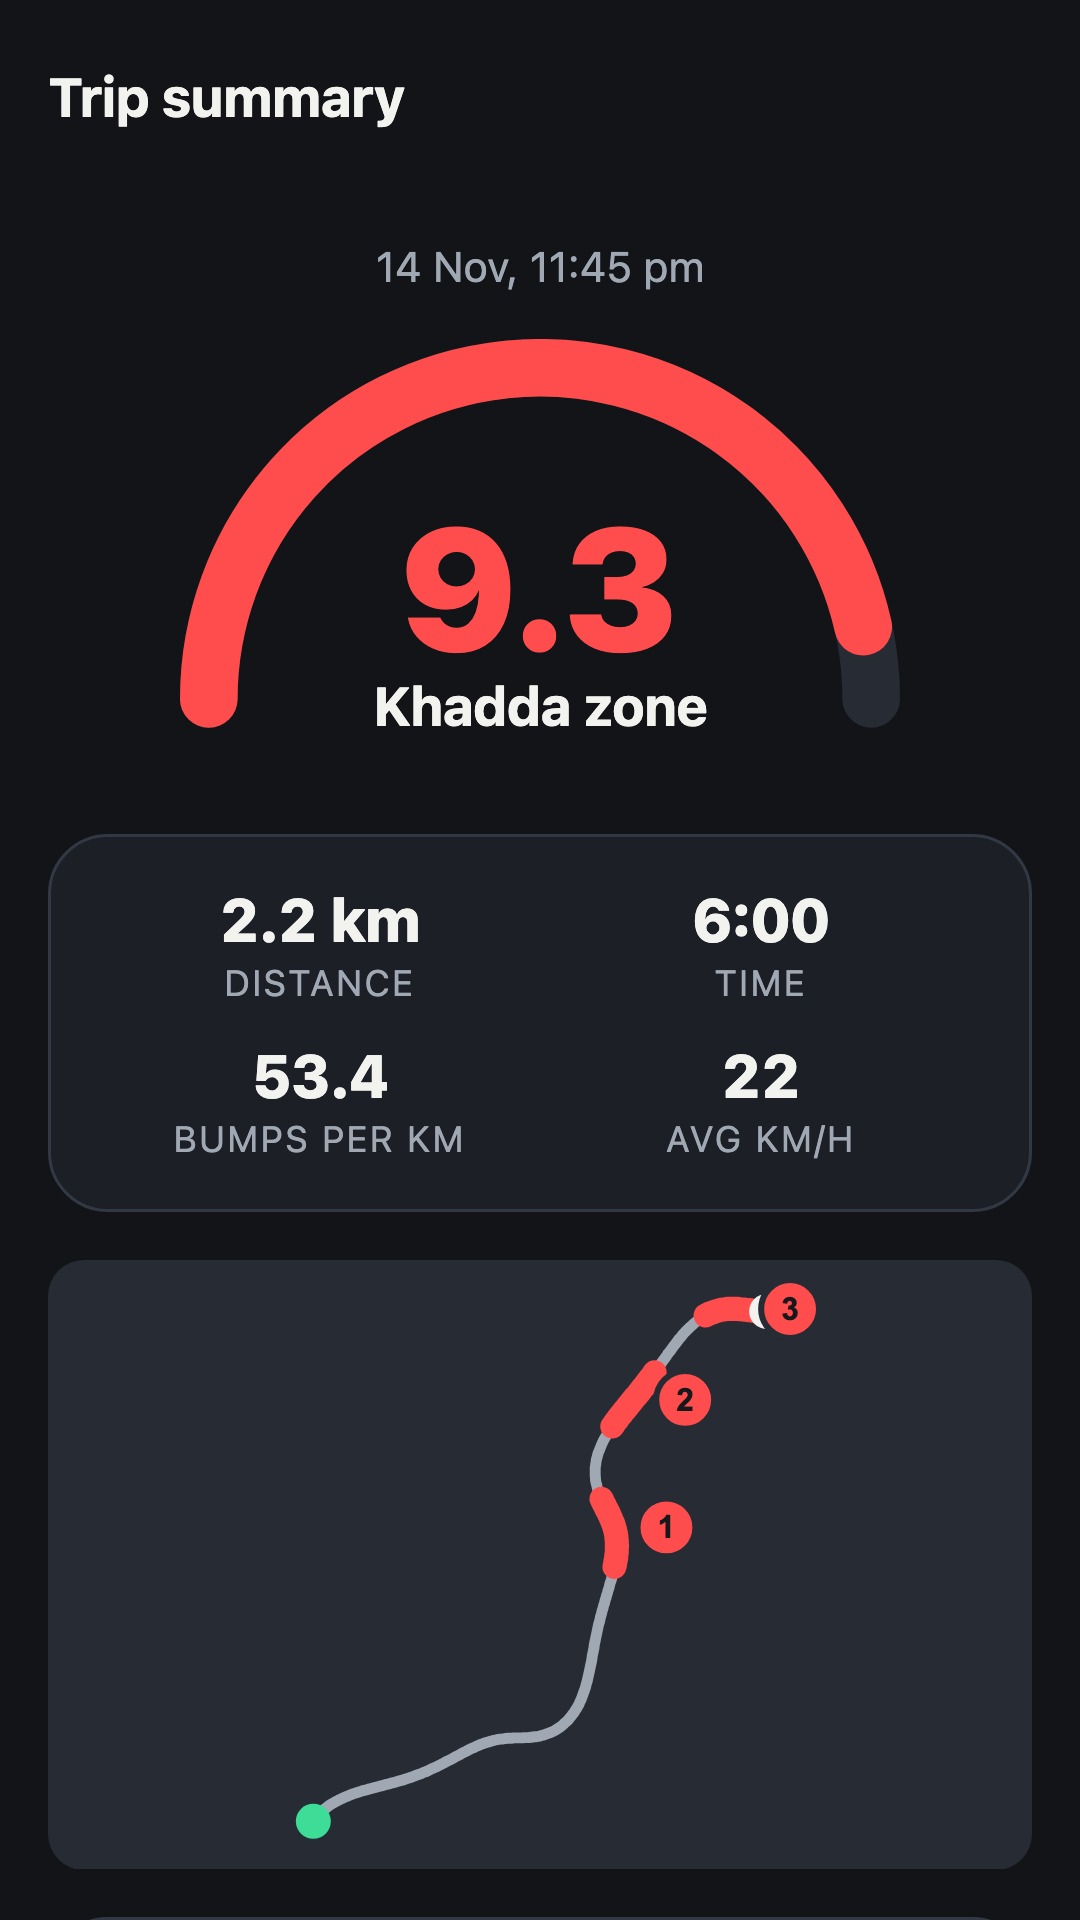 Trip summary
14 Nov, 11:45 pm
9.3
Khadda zone
2.2 km
6:00
DISTANCE
TIME
53.4
22
BUMPS PER KM
AVG KM/H
3
2
1